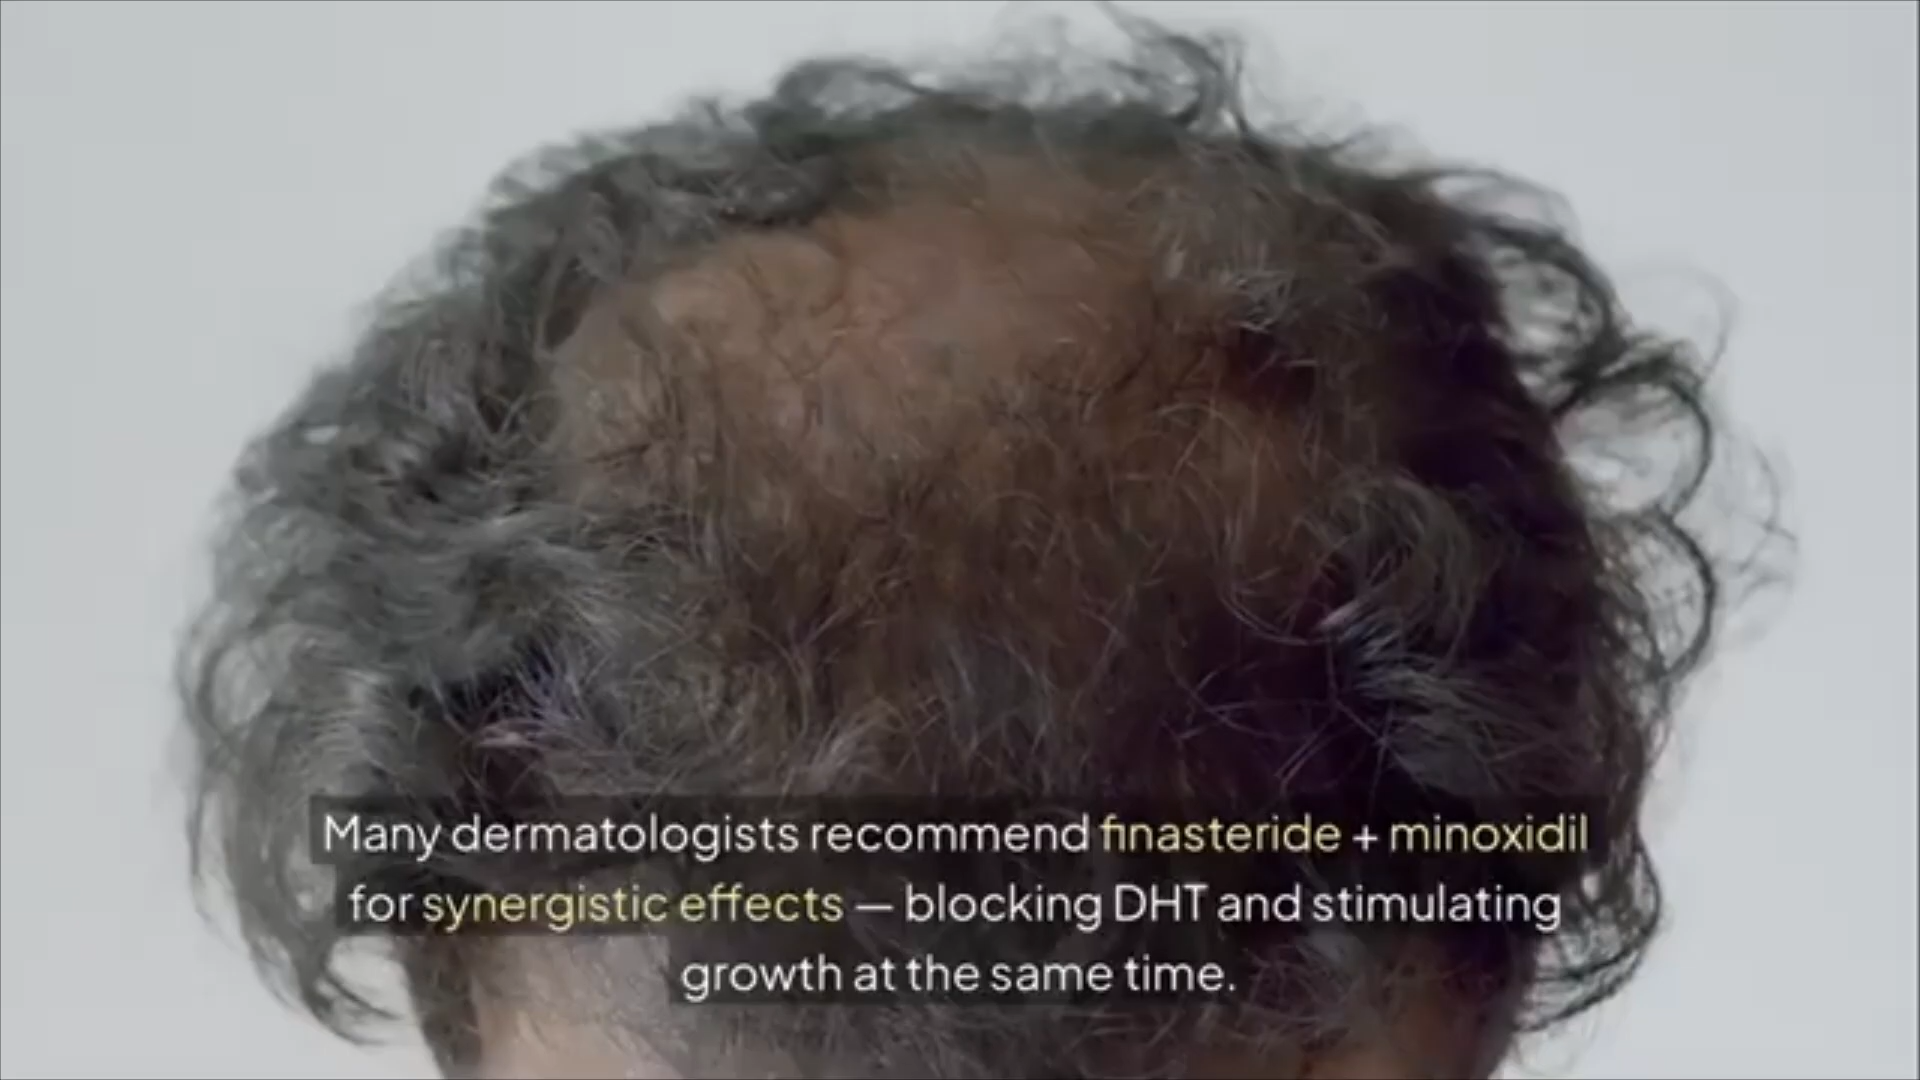 Many dermatologists recommend finasteride + minoxidil
for synergistic effects — blocking DHT and stimulating
growth at the same time.